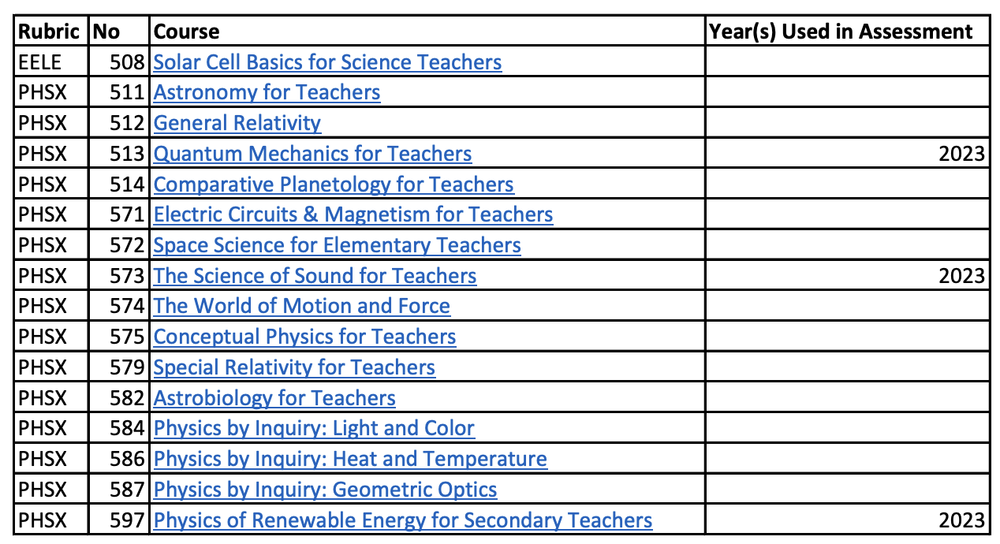 Rubric No Course Year(s) Used in Assessment
EELE 508 Solar Cell Basics for Science Teachers
PHSX 511 Astronomy for Teachers
PHSX 512 General Relativity
PHSX 513 Quantum Mechanics for Teachers 2023
PHSX 514 Comparative Planetology for Teachers
PHSX 571 Electric Circuits & Magnetism for Teachers
PHSX 572 Space Science for Elementary Teachers
PHSX 573 The Science of Sound for Teachers 2023
PHSX 574 The World of Motion and Force
PHSX 575 Conceptual Physics for Teachers
PHSX 579 Special Relativity for Teachers
PHSX 582 Astrobiology for Teachers
PHSX 584 Physics by Inquiry: Light and Color
PHSX 586 Physics by Inquiry: Heat and Temperature
PHSX 587 Physics by Inquiry: Geometric Optics
PHSX 597 Physics of Renewable Energy for Secondary Teachers 2023